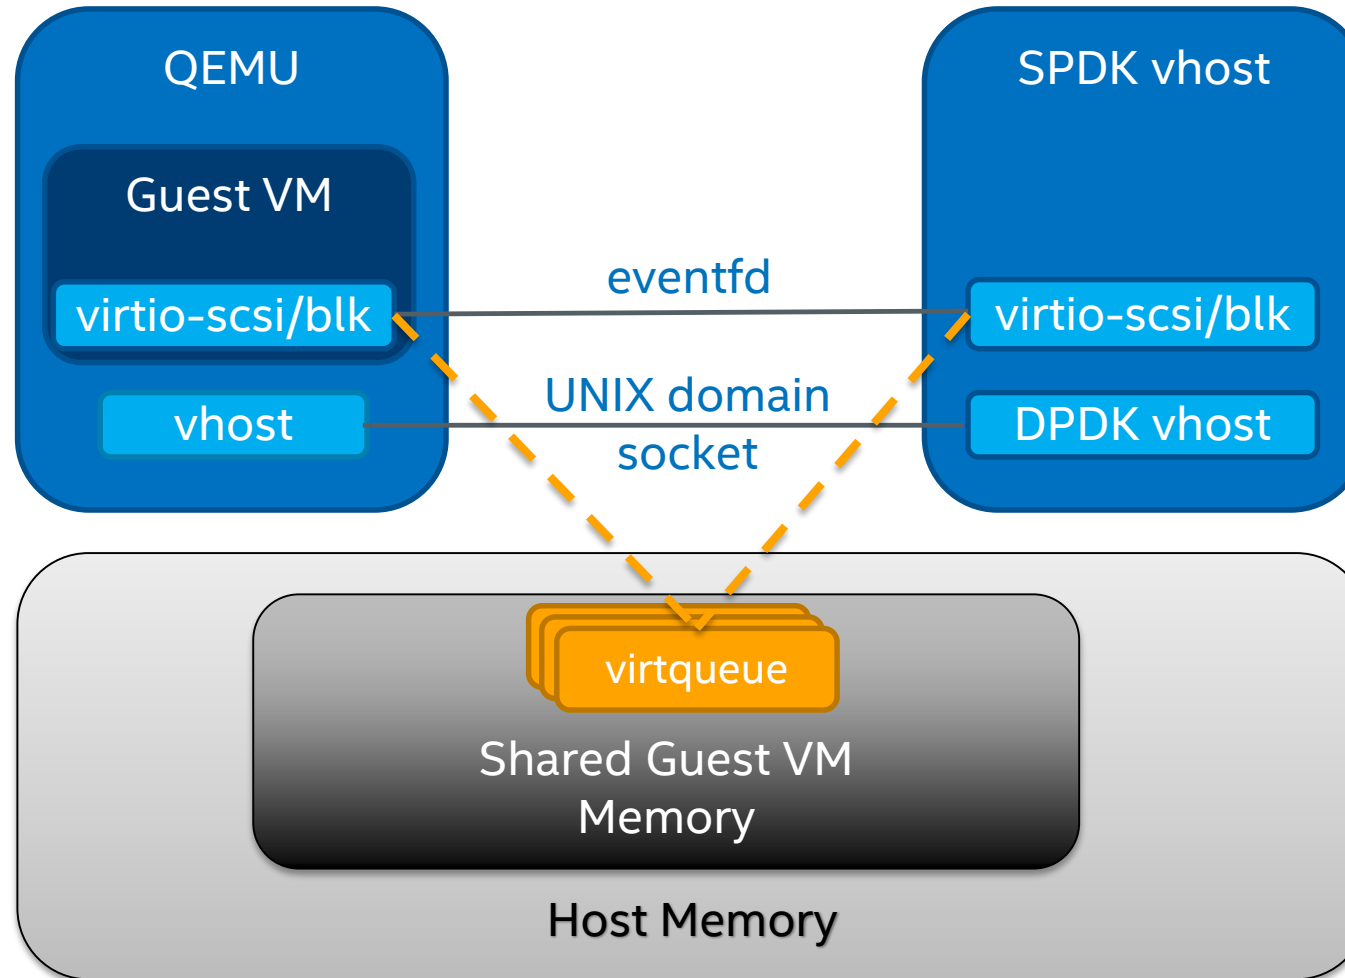 QEMU
SPDK vhost
Guest VM
eventfd
virtio-scsi/blk
virtio-scsi/blk
UNIX domain
socket
vhost
DPDK vhost
virtqueue
Shared Guest VM
Memory
Host Memory